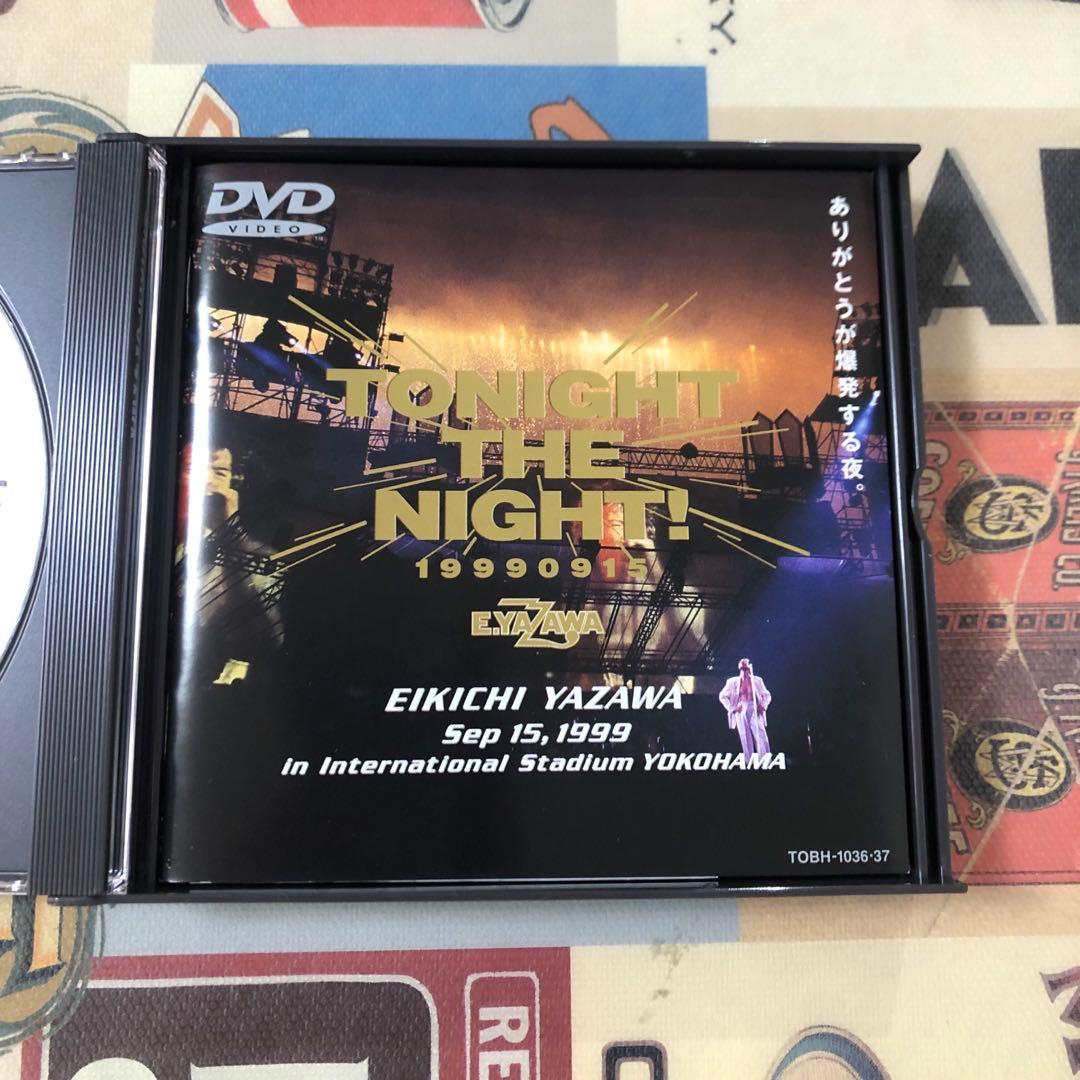 DVD
VIDEO
ありがとうが爆発する夜。
TONIGHT
THE
NIGHT!
19990915
E.YAZAWA
EIKICHI YAZAWA
Sep 15, 1999
in International Stadium YOKOHAMA
TOBH-1036·37